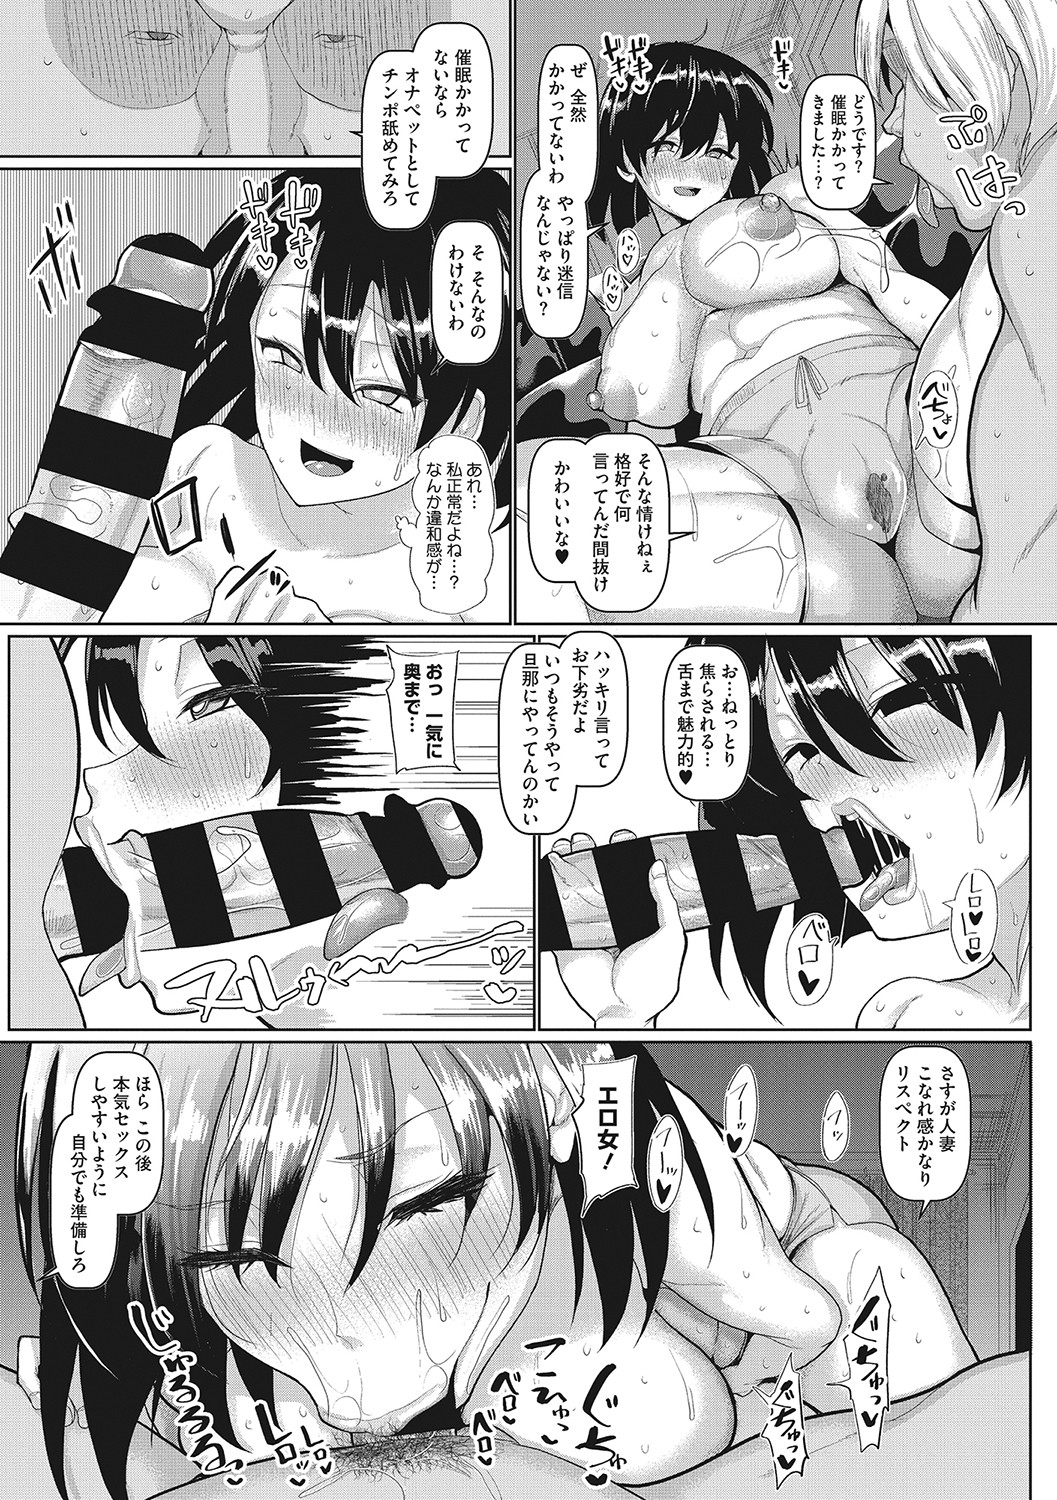 どうです？
催眠かかって
きました…？
ぷはっ
ドキ
ドキ
ドキ
ぜ 全然
かかってないわ
やっぱり迷信
なんじゃない？
べちょ
そんな情けねぇ
格好で何
言ってんだ間抜け
かわいいな♥
催眠かかって
ないなら
オナペットとして
チンポ舐めてみろ
そ そんなの
わけないわ
ドキ
ドキ
ボロ
あれ…
私正常だよね…？
なんか違和感が…
お…ねっとり
焦らされる…
舌まで魅力的♥
レロ♥
レロ
ベロ♥
ハッキリ言って
お下劣だよ
いつもそうやって
旦那にやってんのかい
おっ 一気に
奥まで…
ヌルゥ〜ッ
さすが人妻
こなれ感かなり
リスペクト
フーッ
フーッ♥
エロ女！
ほら この後
本気セックス
しやすいように
自分でも準備しろ
ぐちゅっ
ぐちゅっ
ぐちゅ
ベロ
ベロ
レロ
レロッ
じゅるるるっ